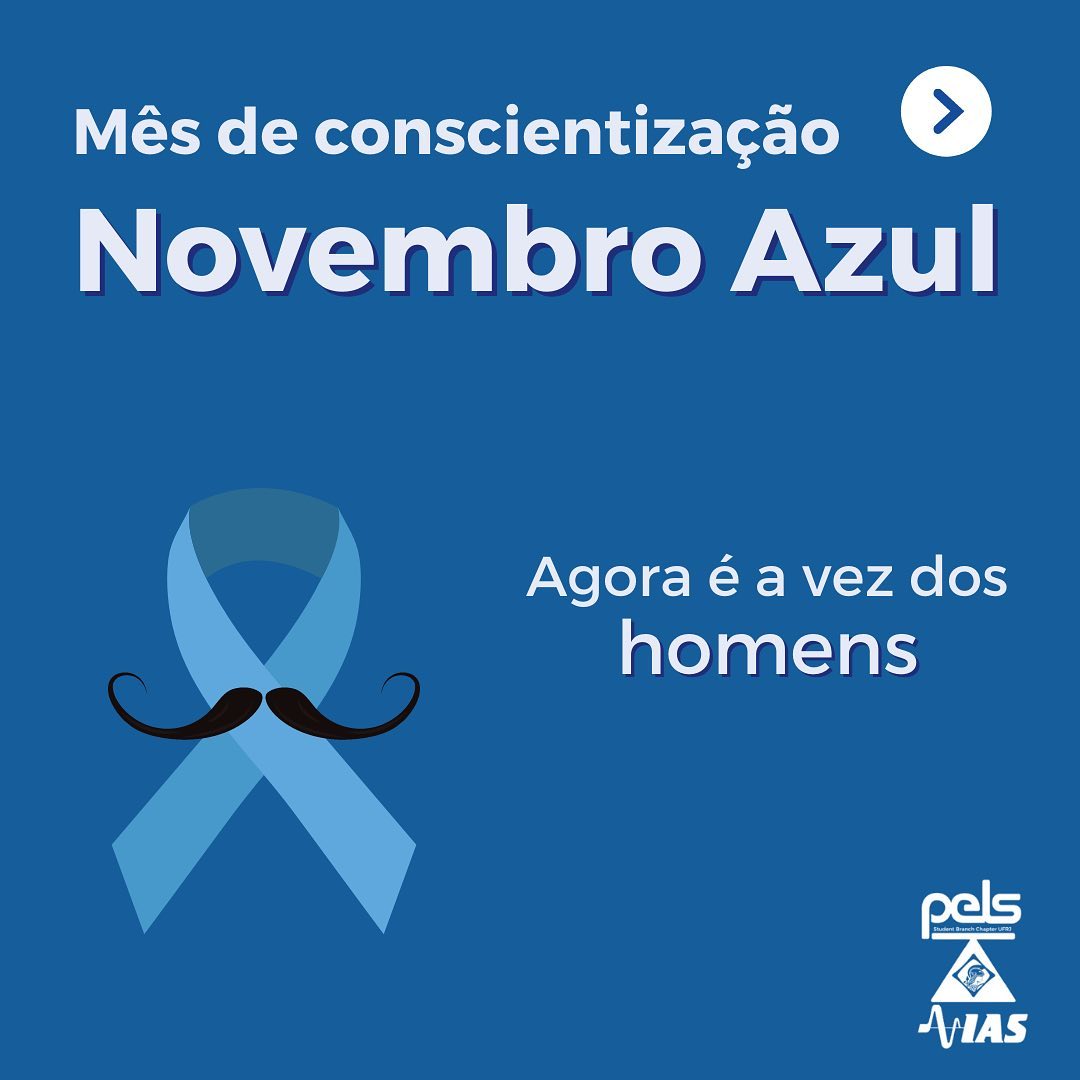 Mês de conscientização
Novembro Azul
Agora é a vez dos
homens
pels
Student Branch Chapter UFRJ
IAS